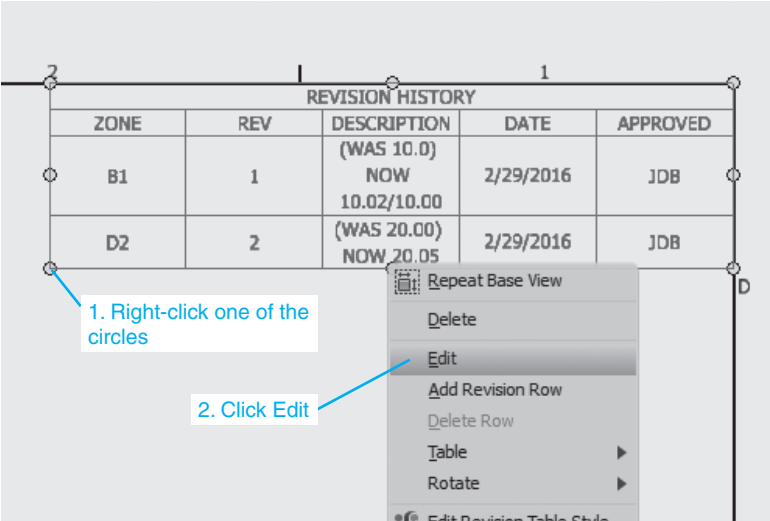 2 1
REVISION HISTORY
ZONE REV DESCRIPTION DATE APPROVED
(WAS 10.0)
B1 1 NOW 2/29/2016 JDB
10.02/10.00
(WAS 20.00)
D2 2 NOW 20.05 2/29/2016 JDB
Repeat Base View
D
1. Right-click one of the
circles
Delete
Edit
2. Click Edit
Add Revision Row
Delete Row
Table
Rotate
Edit Revision Table Style